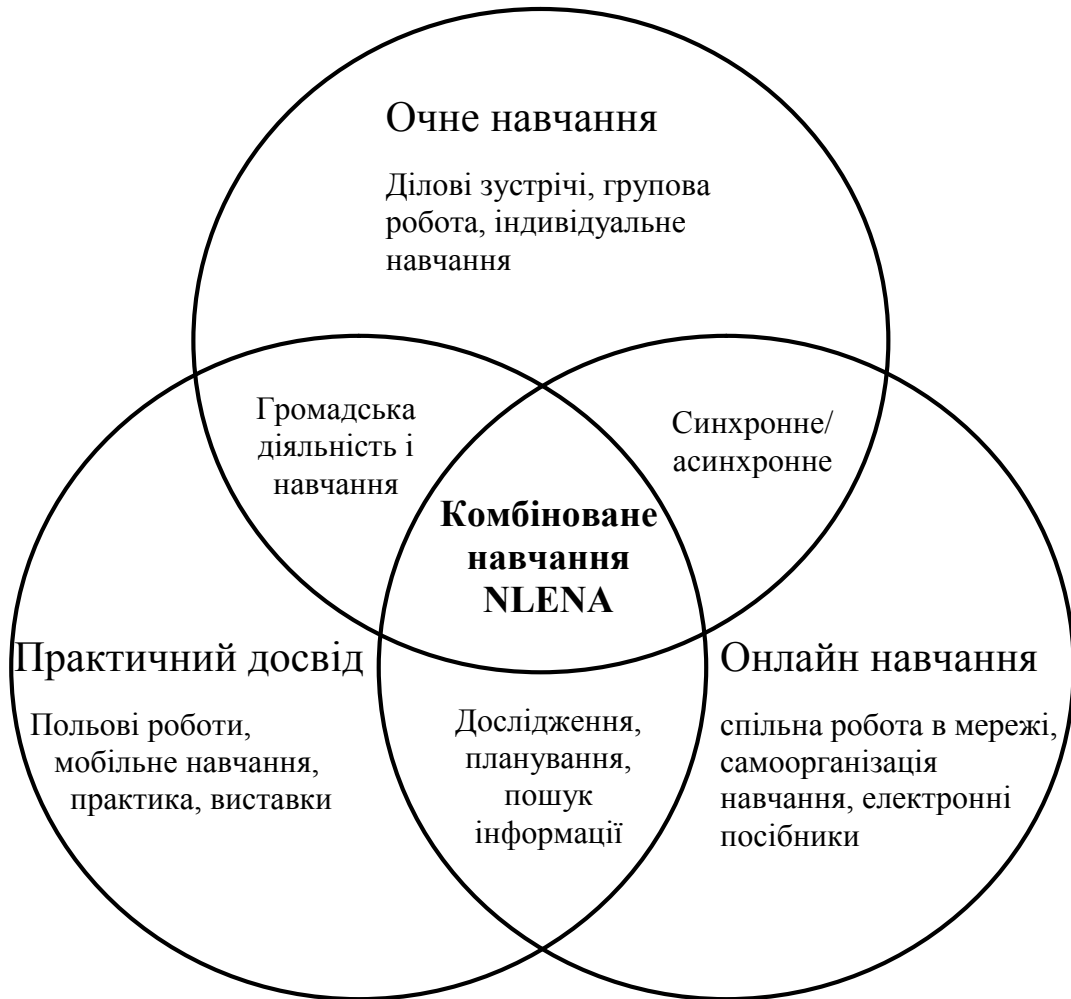 Очне навчання
Ділові зустрічі, групова
робота, індивідуальне
навчання
Громадська
діяльність і
навчання
Синхронне/
асинхронне
Комбіноване
навчання
NLENA
Практичний досвід
Польові роботи,
мобільне навчання,
практика, виставки
Дослідження,
планування,
пошук
інформації
Онлайн навчання
спільна робота в мережі,
самоорганізація
навчання, електронні
посібники